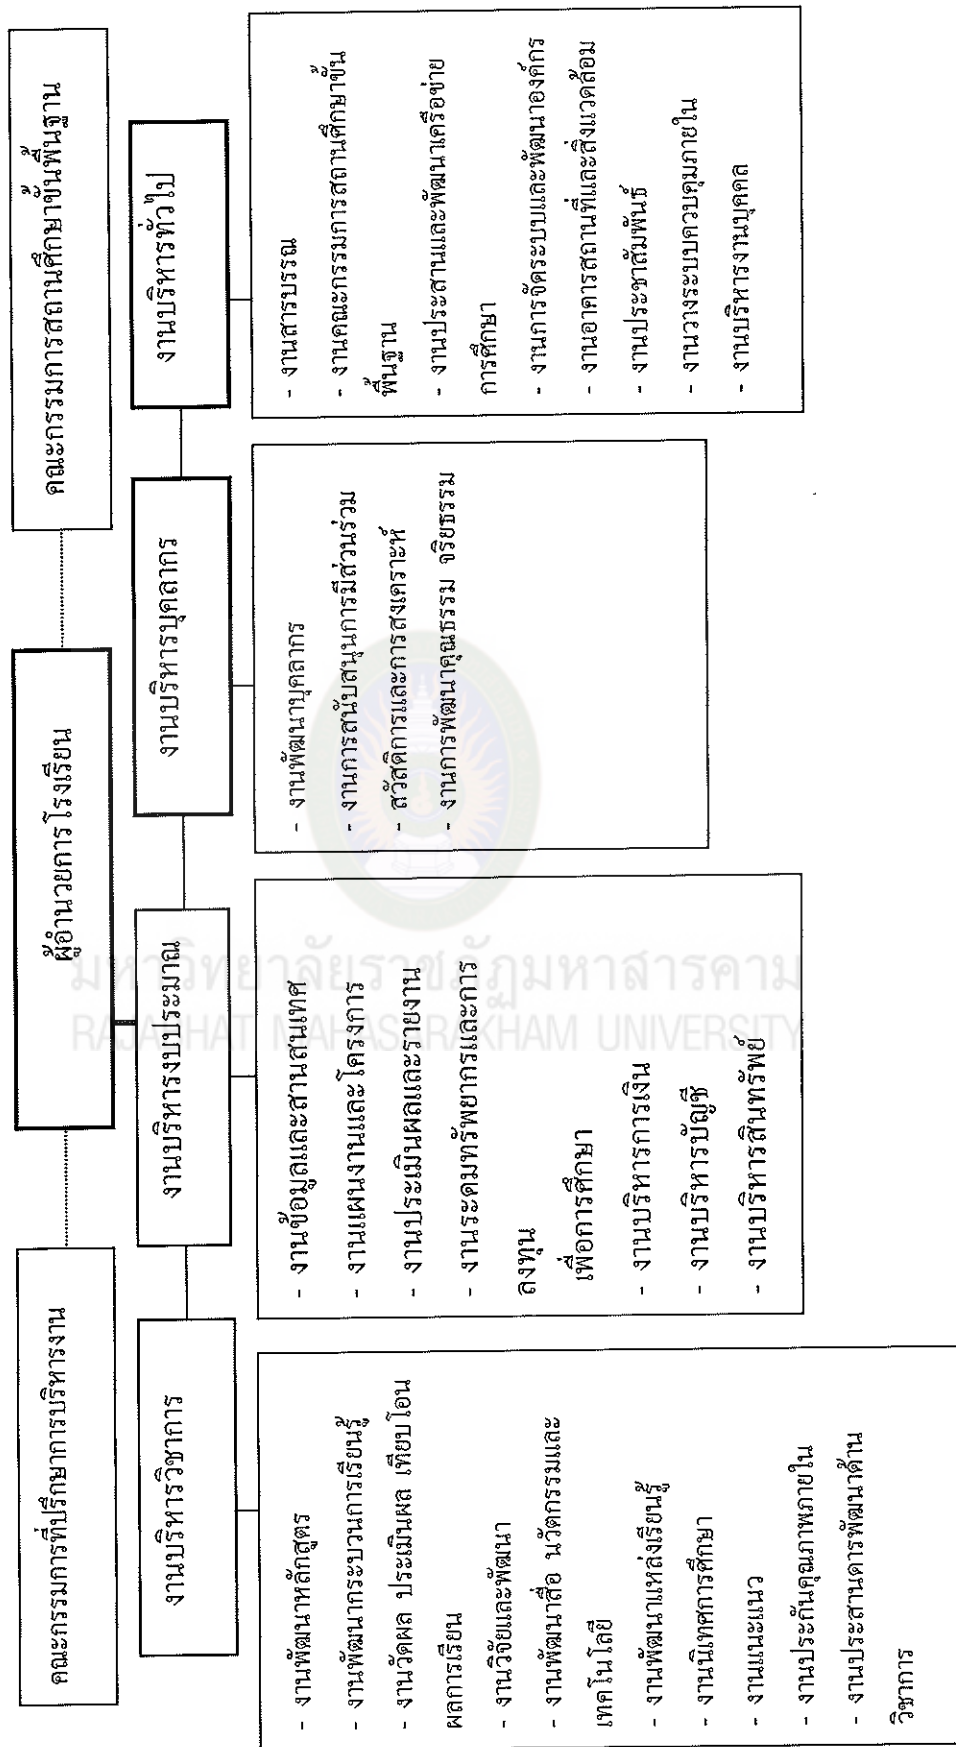 คณะกรรมการที่ปรึกษาการบริหารงาน
ผู้อำนวยการโรงเรียน
คณะกรรมการสถานศึกษาขั้นพื้นฐาน
งานบริหารวิชาการ
งานบริหารงบประมาณ
งานบริหารบุคลากร
งานบริหารทั่วไป
- งานพัฒนาหลักสูตร
- งานพัฒนากระบวนการเรียนรู้
- งานวัดผล ประเมินผล เทียบโอน
ผลการเรียน
- งานวิจัยและพัฒนา
- งานพัฒนาสื่อ นวัตกรรมและ
เทคโนโลยี
- งานพัฒนาแหล่งเรียนรู้
- งานนิเทศการศึกษา
- งานแนะแนว
- งานประกันคุณภาพภายใน
- งานประสานดารพัฒนาด้าน
วิชาการ
- งานข้อมูลและสานสนเทศ
- งานแผนงานและโครงการ
- งานประเมินผลและรายงาน
- งานระดมทรัพยากรและการ
ลงทุน
เพื่อการศึกษา
- งานบริหารการเงิน
- งานบริหารบัญชี
- งานบริหารสินทรัพย์
- งานพัฒนาบุคลากร
- งานการสนับสนุนการมีส่วนร่วม
- สวัสดิการและการสงเคราะห์
- งานการพัฒนาคุณธรรม จริยธรรม
- งานสารบรรณ
- งานคณะกรรมการสถานศึกษาขั้น
พื้นฐาน
- งานประสานและพัฒนาเครือข่าย
การศึกษา
- งานการจัดระบบและพัฒนาองค์กร
- งานอาคารสถานที่และสิ่งแวดล้อม
- งานประชาสัมพันธ์
- งานวางระบบควบคุมภายใน
- งานบริหารงานบุคคล
มหาวิทยาลัยราชภัฏมหาสารคาม
RAJABHAT MAHASARAKHAM UNIVERSITY